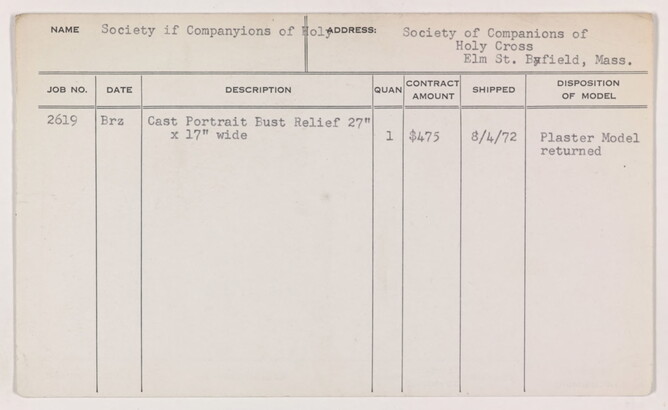 NAME Society if Companyions of Holy ADDRESS: Society of Companions of
Holy Cross
Elm St. Byfield, Mass.
JOB NO. DATE DESCRIPTION QUAN CONTRACT AMOUNT SHIPPED DISPOSITION OF MODEL
2619 Brz Cast Portrait Bust Relief 27"
x 17" wide 1 $475 8/4/72 Plaster Model
returned